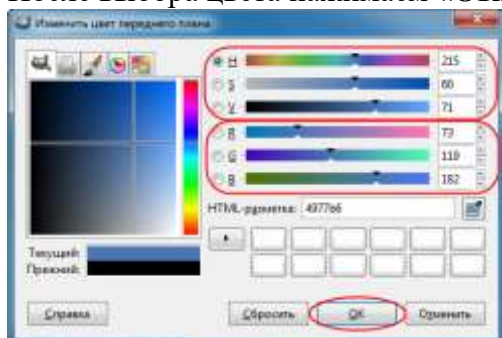 После выбора цвета нажимаем
Изменить цвет переднего плана
H 215
S 60
V 71
R 73
G 119
B 182
HTML-разметка: 4977b6
Текущий:
Прежний:
Справка Сбросить OK Отменить